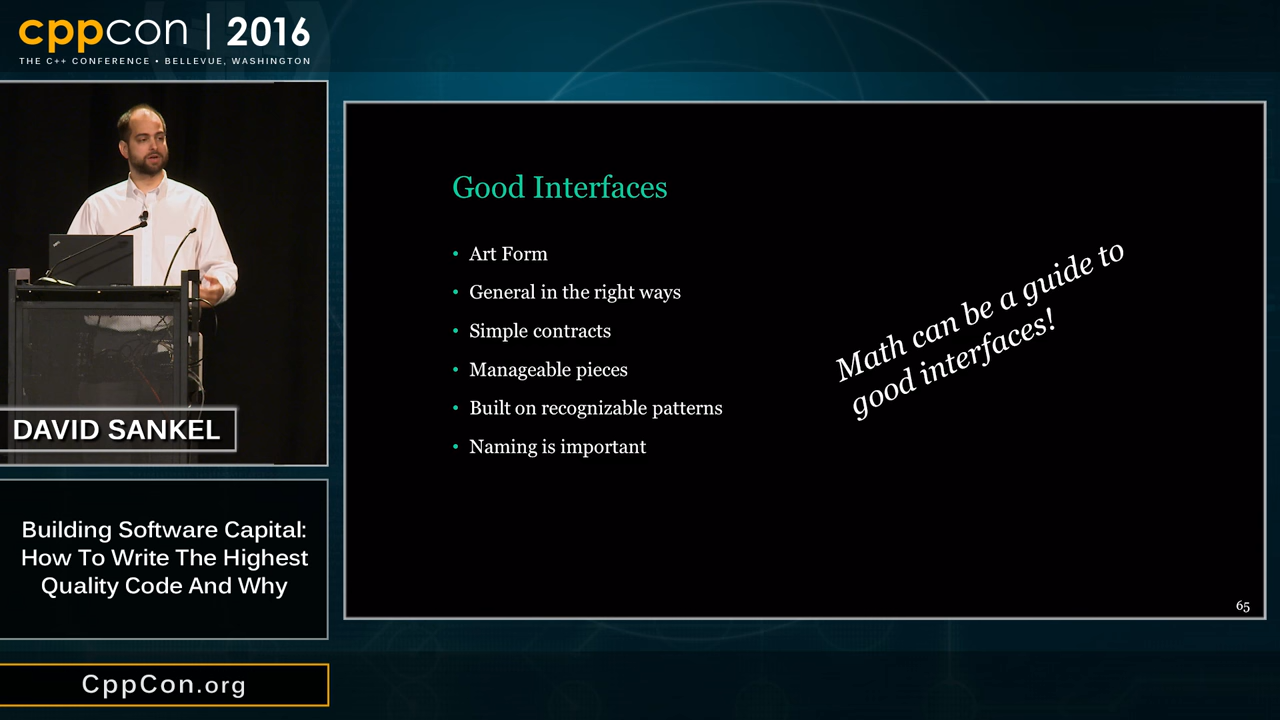 cppcon | 2016
THE C++ CONFERENCE • BELLEVUE, WASHINGTON
DAVID SANKEL
Building Software Capital:
How To Write The Highest
Quality Code And Why
CppCon.org
Good Interfaces
• Art Form
• General in the right ways
• Simple contracts
• Manageable pieces
• Built on recognizable patterns
• Naming is important
Math can be a guide to
good interfaces!
65